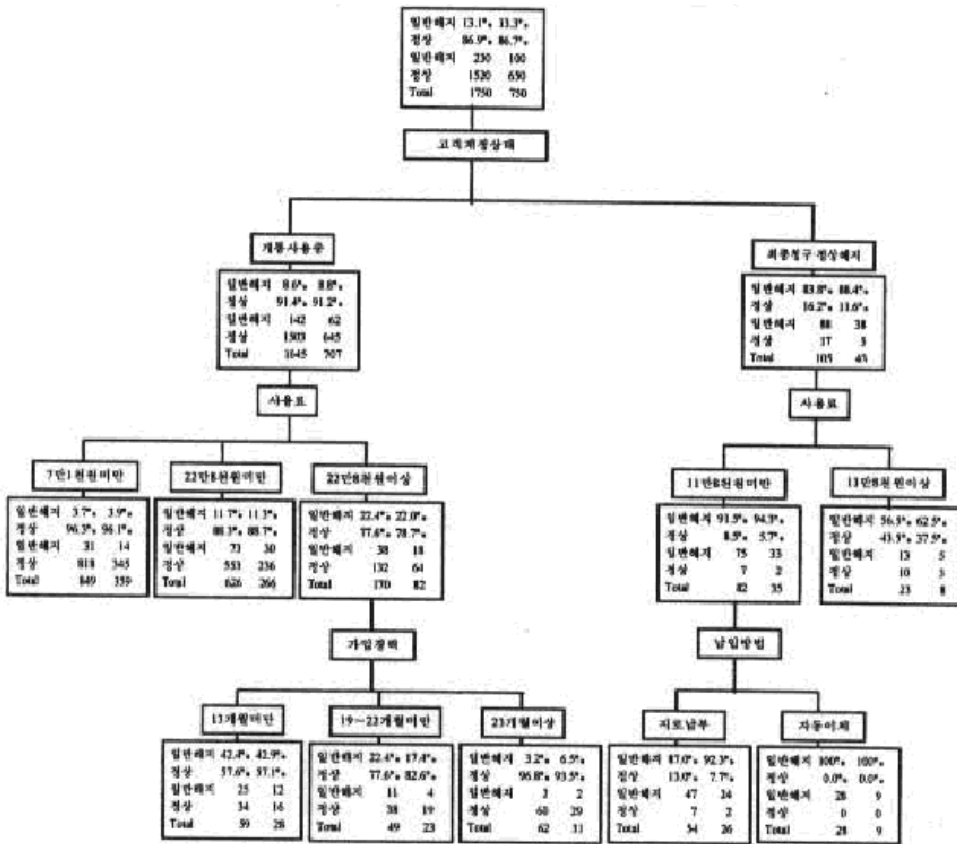 일반해지 13.1% 13.3%
정상 86.9% 86.7%
일반해지 230 100
정상 1530 650
Total 1750 750
고객계정상태
개통사용중
일반해지 8.6% 8.8%
정상 91.4% 91.2%
일반해지 142 62
정상 1503 645
Total 1645 707
최종청구 정상해지
일반해지 83.8% 88.4%
정상 16.2% 11.6%
일반해지 88 38
정상 17 5
Total 105 43
사용료
사용료
7만1천원미만
22만8천원미만
22만8천원이상
11만8천원미만
11만8천원이상
일반해지 3.7% 3.9%
정상 96.3% 96.1%
일반해지 31 14
정상 818 345
Total 849 359
일반해지 11.7% 11.3%
정상 88.3% 88.7%
일반해지 73 30
정상 553 236
Total 626 266
일반해지 22.4% 22.0%
정상 77.6% 78.7%
일반해지 38 18
정상 132 64
Total 170 82
일반해지 91.5% 94.3%
정상 8.5% 5.7%
일반해지 75 33
정상 7 2
Total 82 35
일반해지 56.5% 62.5%
정상 43.5% 37.5%
일반해지 13 5
정상 10 3
Total 23 8
가입경력
납입방법
13개월미만
19~22개월미만
23개월이상
지로납부
자동이체
일반해지 42.4% 42.9%
정상 57.6% 57.1%
일반해지 25 12
정상 34 16
Total 59 28
일반해지 22.4% 17.4%
정상 77.6% 82.6%
일반해지 11 4
정상 38 19
Total 49 23
일반해지 3.2% 6.5%
정상 96.8% 93.5%
일반해지 2 2
정상 60 29
Total 62 31
일반해지 87.0% 92.3%
정상 13.0% 7.7%
일반해지 47 24
정상 7 2
Total 54 26
일반해지 100% 100%
정상 0.0% 0.0%
일반해지 28 9
정상 0 0
Total 28 9